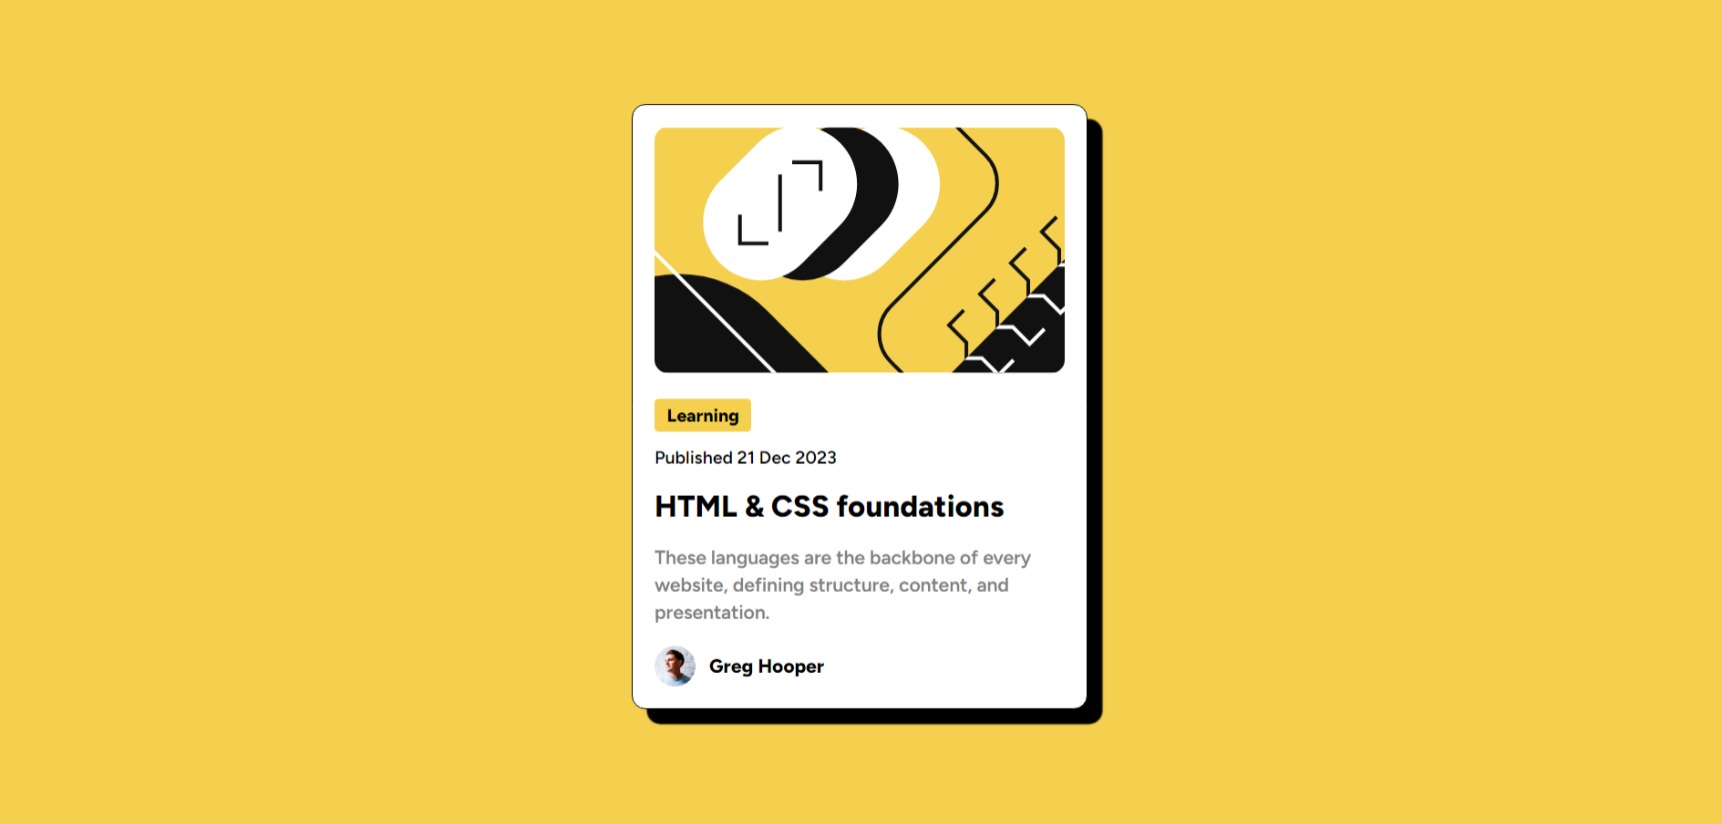 Learning
Published 21 Dec 2023
HTML & CSS foundations
These languages are the backbone of every
website, defining structure, content, and
presentation.
Greg Hooper